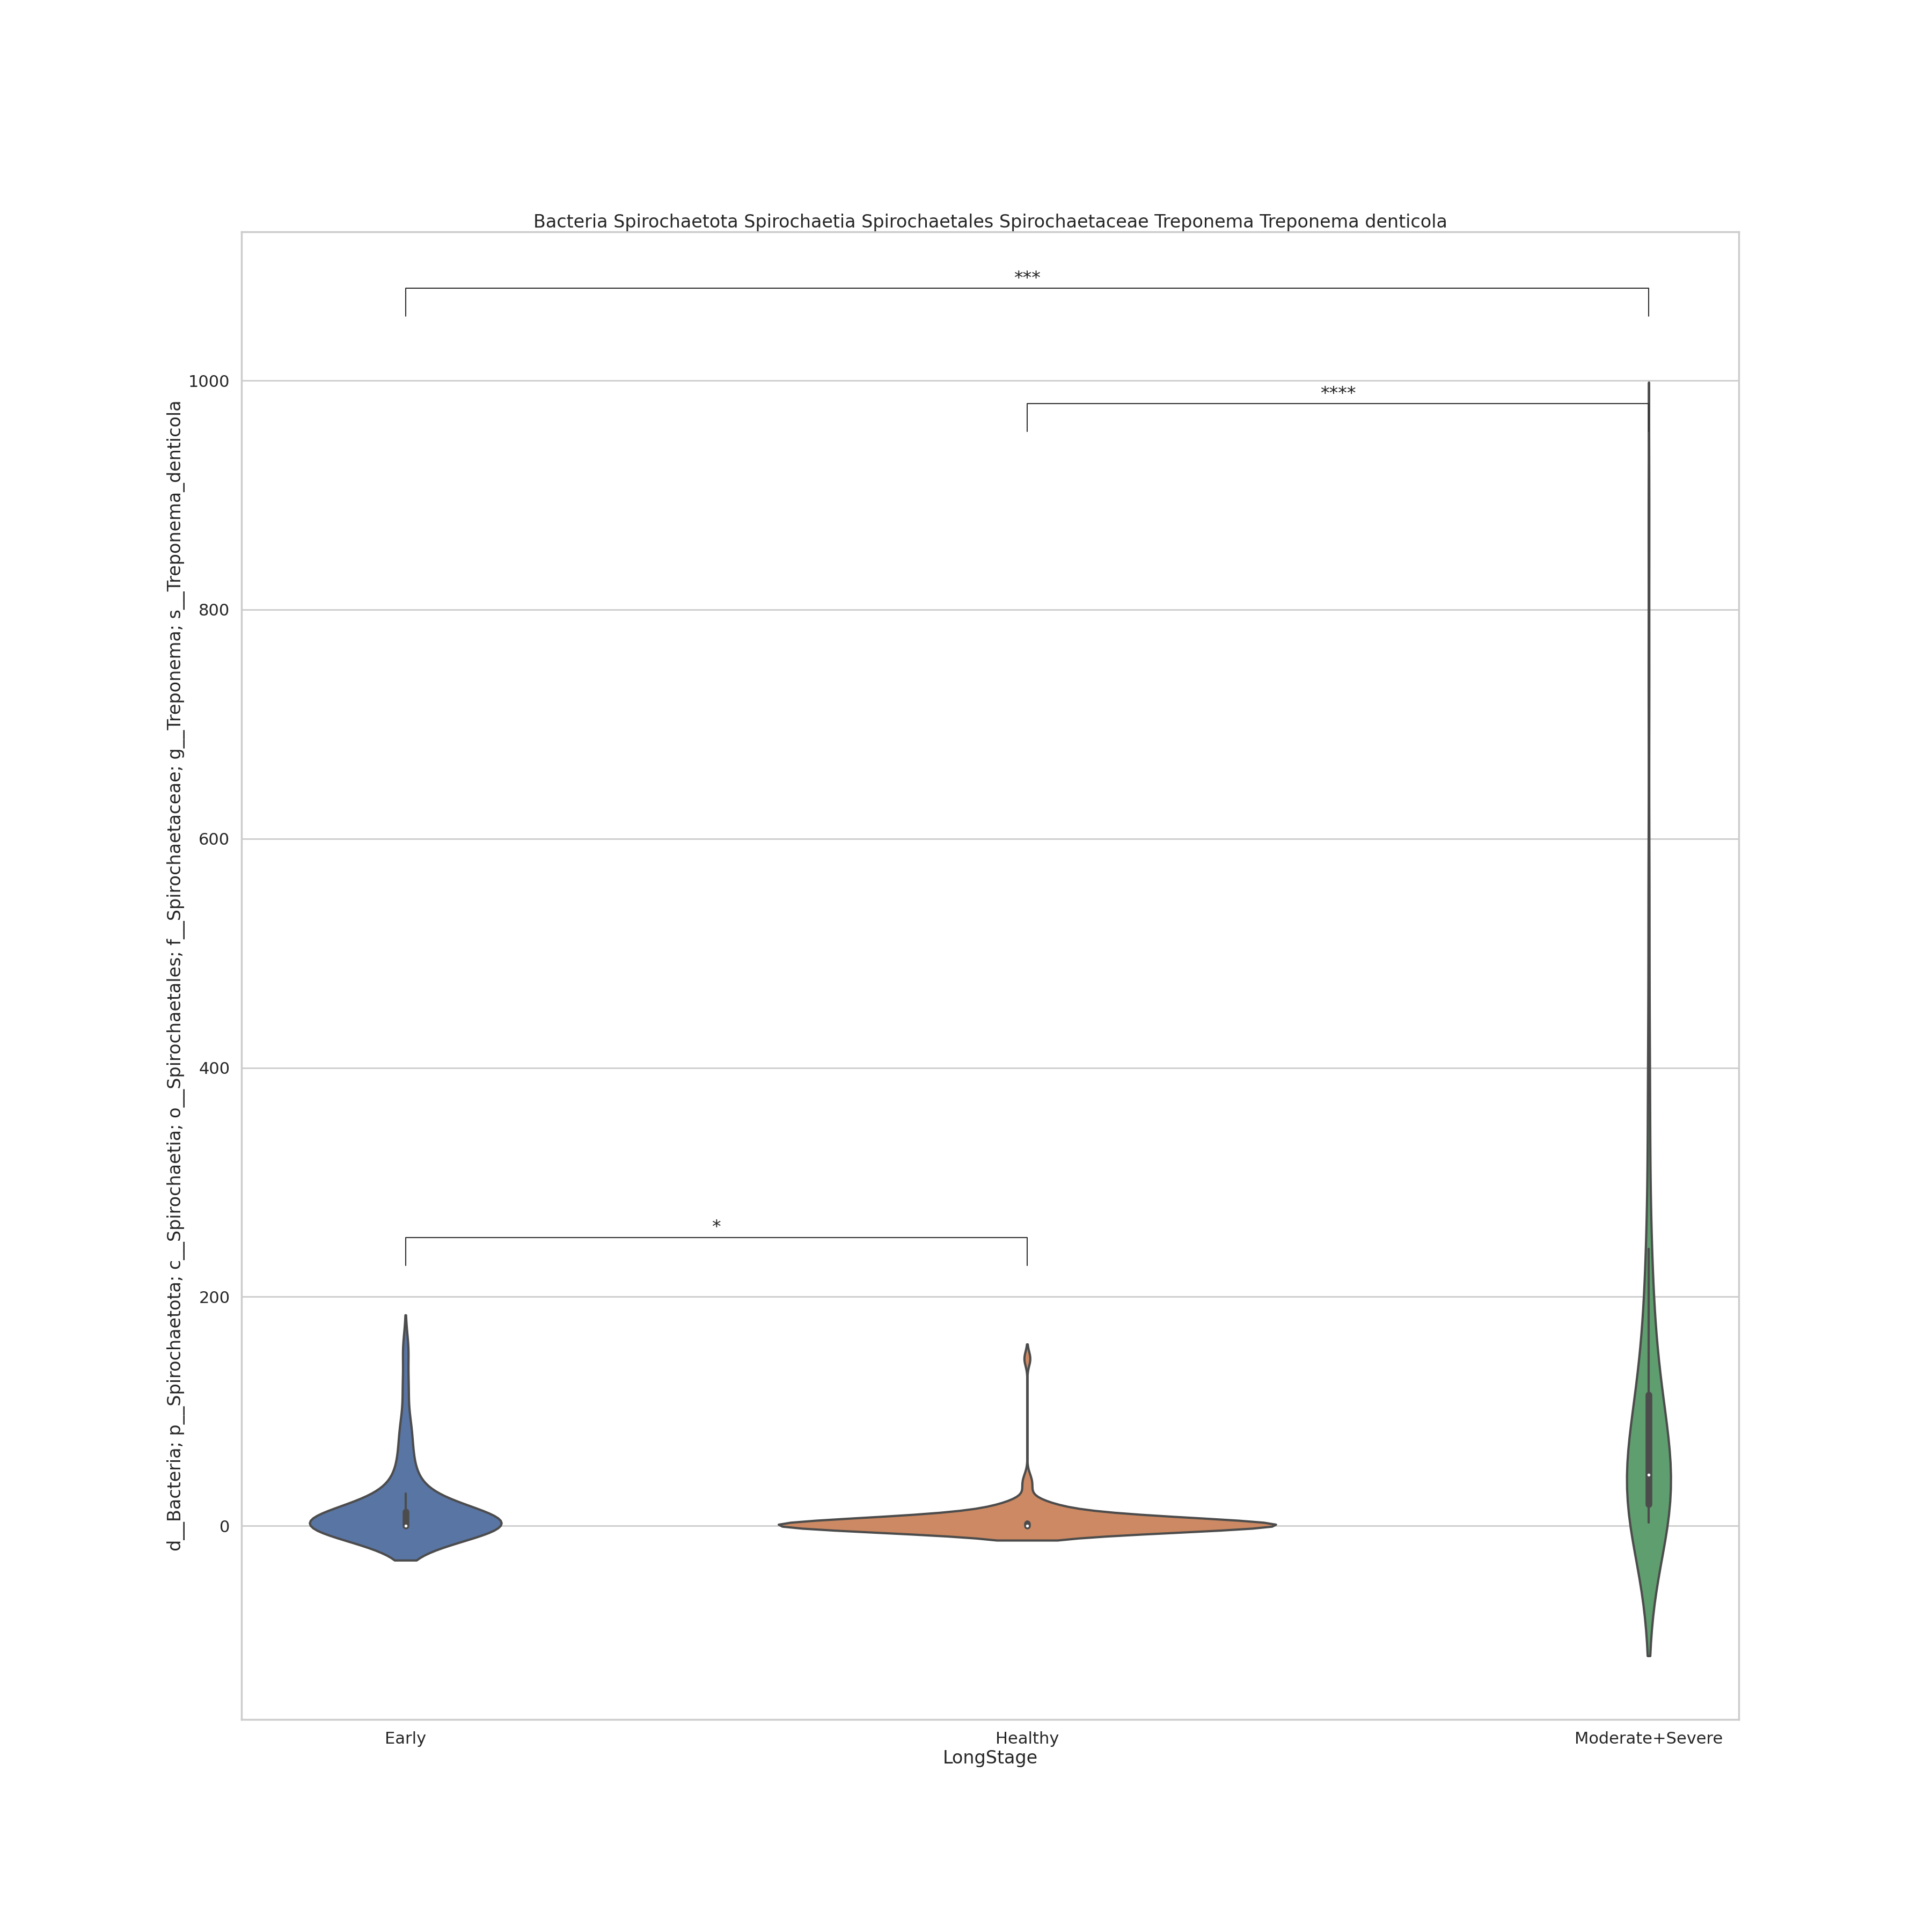 Bacteria Spirochaetota Spirochaetia Spirochaetales Spirochaetaceae Treponema Treponema denticola
***
****
*
1000
800
600
400
200
0
d__Bacteria; p__Spirochaetota; c__Spirochaetia; o__Spirochaetales; f__Spirochaetaceae; g__Treponema; s__Treponema_denticola
Early Healthy Moderate+Severe
LongStage